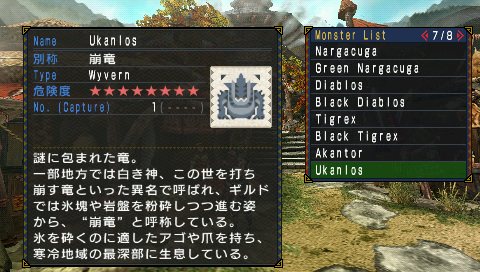 Name Ukanlos
別称 崩竜
Type Wyvern
危険度 ★★★★★★★★
No. (Capture) 1(----)
謎に包まれた竜。
一部地方では白き神、この世を打ち
崩す竜といった異名で呼ばれ、ギルド
では氷塊や岩盤を粉砕しつつ進む姿
から、“崩竜”と呼称している。
氷を砕くのに適したアゴや爪を持ち、
寒冷地域の最深部に生息している。
Monster List 7/8
Nargacuga
Green Nargacuga
Diablos
Black Diablos
Tigrex
Black Tigrex
Akantor
Ukanlos